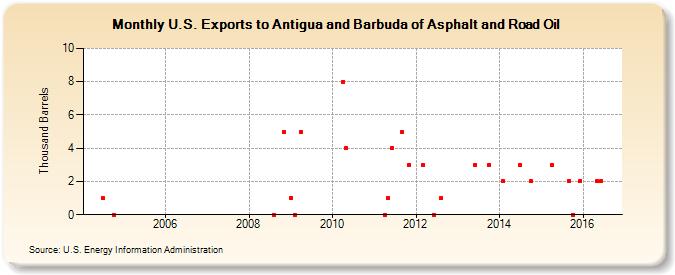 Monthly U.S. Exports to Antigua and Barbuda of Asphalt and Road Oil
Thousand Barrels
10
8
6
4
2
0
2006 2008 2010 2012 2014 2016
Source: U.S. Energy Information Administration